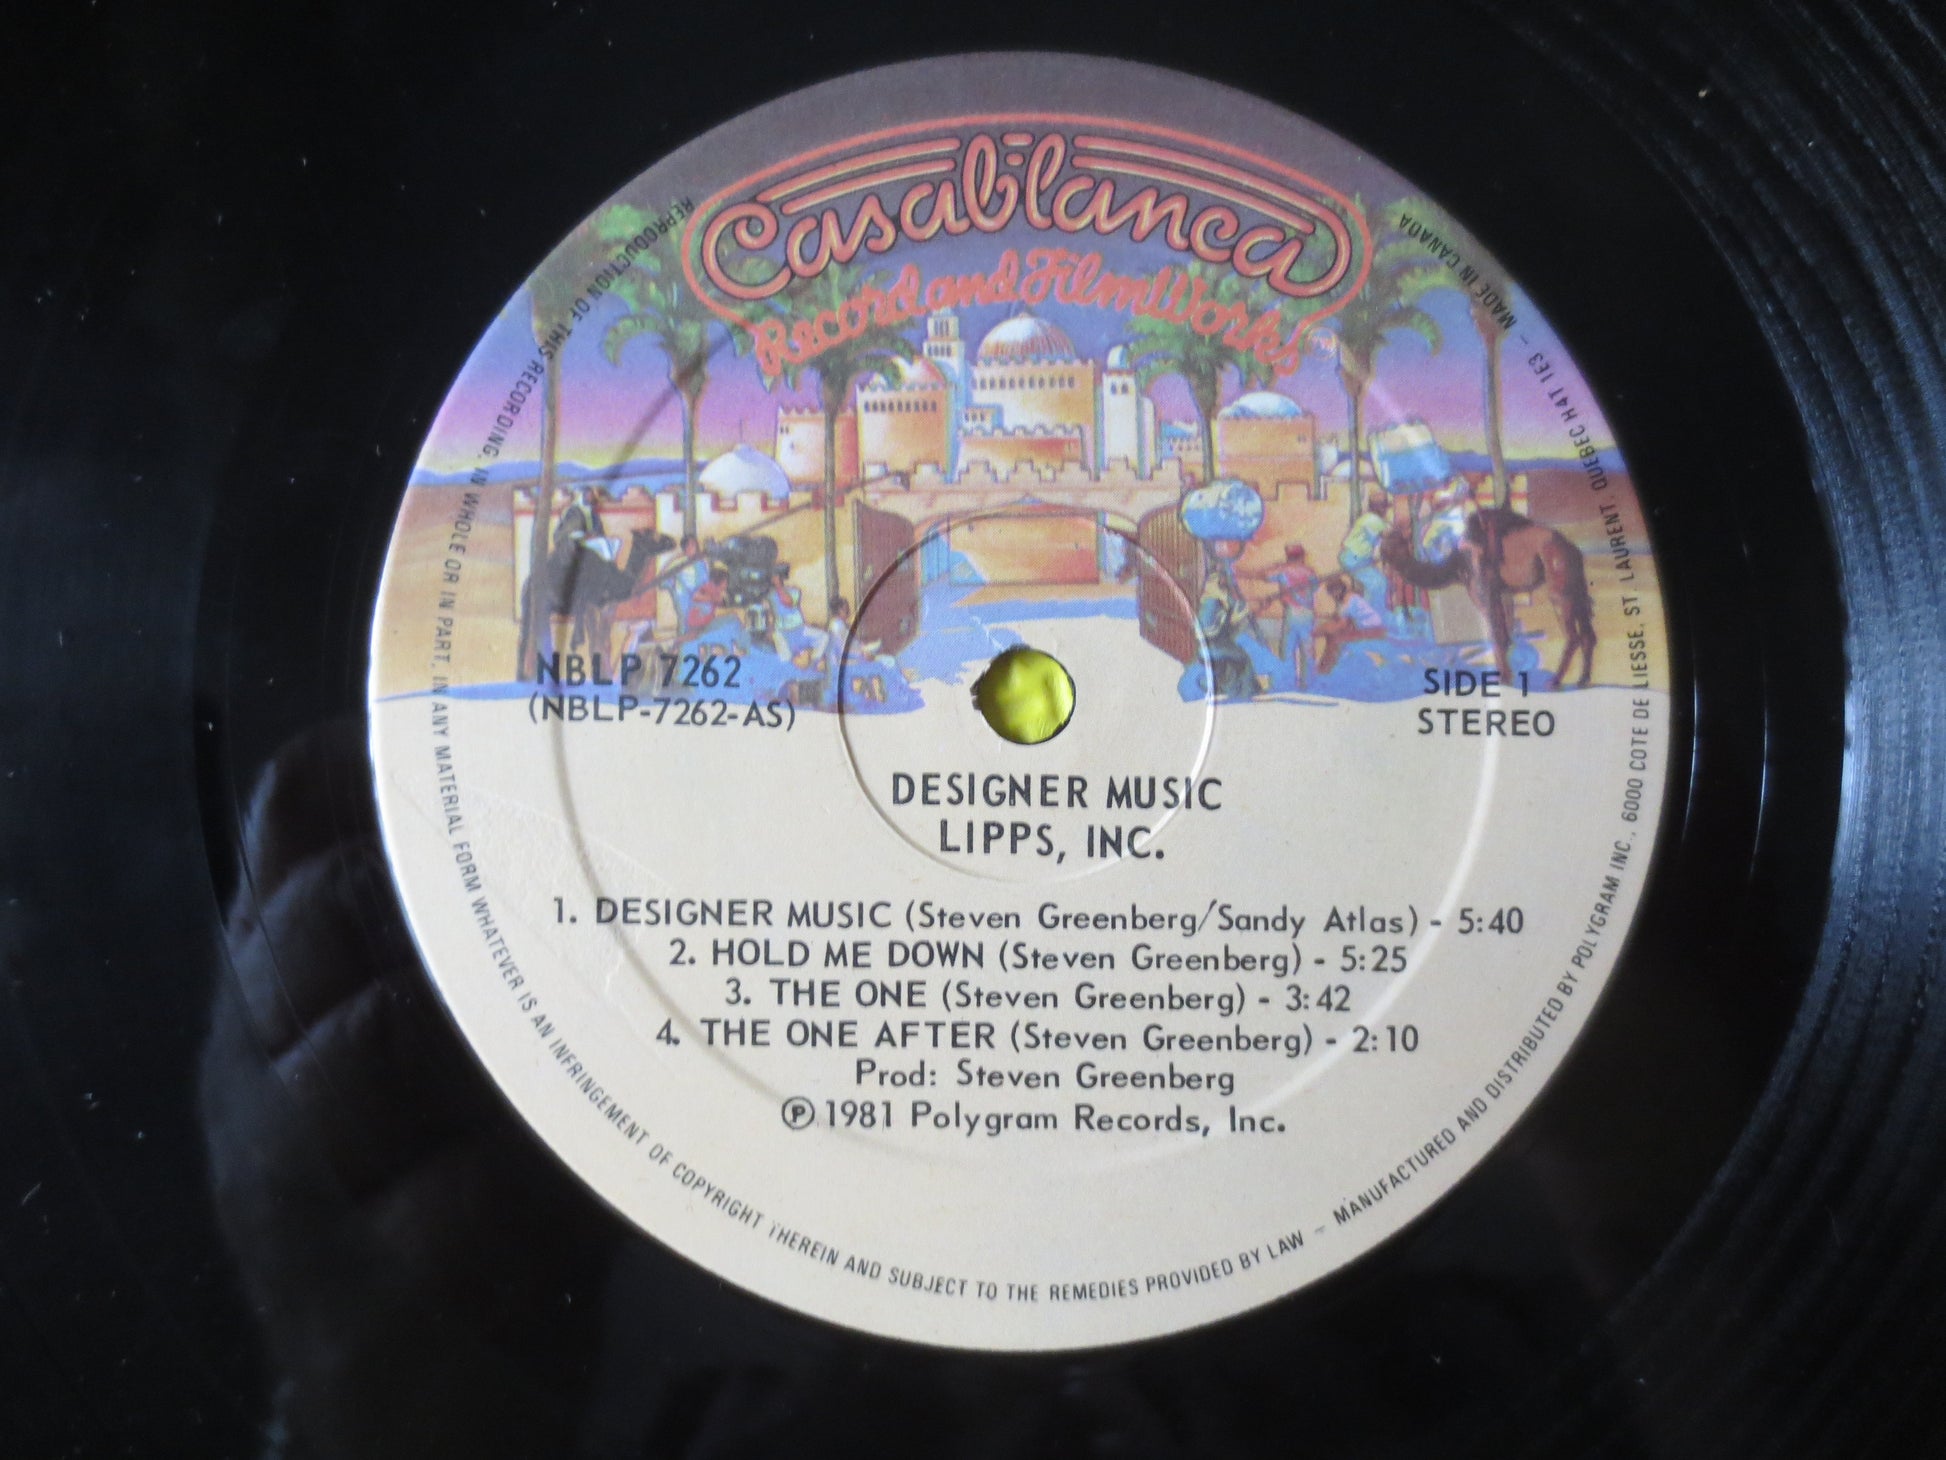 Casablanca
Record and FilmWorks
NBLP 7262
(NBLP-7262-AS)
SIDE 1
STEREO
DESIGNER MUSIC
LIPPS, INC.
1. DESIGNER MUSIC (Steven Greenberg/Sandy Atlas) - 5:40
2. HOLD ME DOWN (Steven Greenberg) - 5:25
3. THE ONE (Steven Greenberg) - 3:42
4. THE ONE AFTER (Steven Greenberg) - 2:10
Prod: Steven Greenberg
℗ 1981 Polygram Records, Inc.
REPRODUCTION OF THIS RECORDING, IN WHOLE OR IN PART, IN ANY MATERIAL FORM WHATEVER IS AN INFRINGEMENT OF COPYRIGHT THEREIN AND SUBJECT TO THE REMEDIES PROVIDED BY LAW – MANUFACTURED AND DISTRIBUTED BY POLYGRAM INC., 6000 COTE DE LIESSE, ST LAURENT, QUEBEC H4T 1E3 – MADE IN CANADA